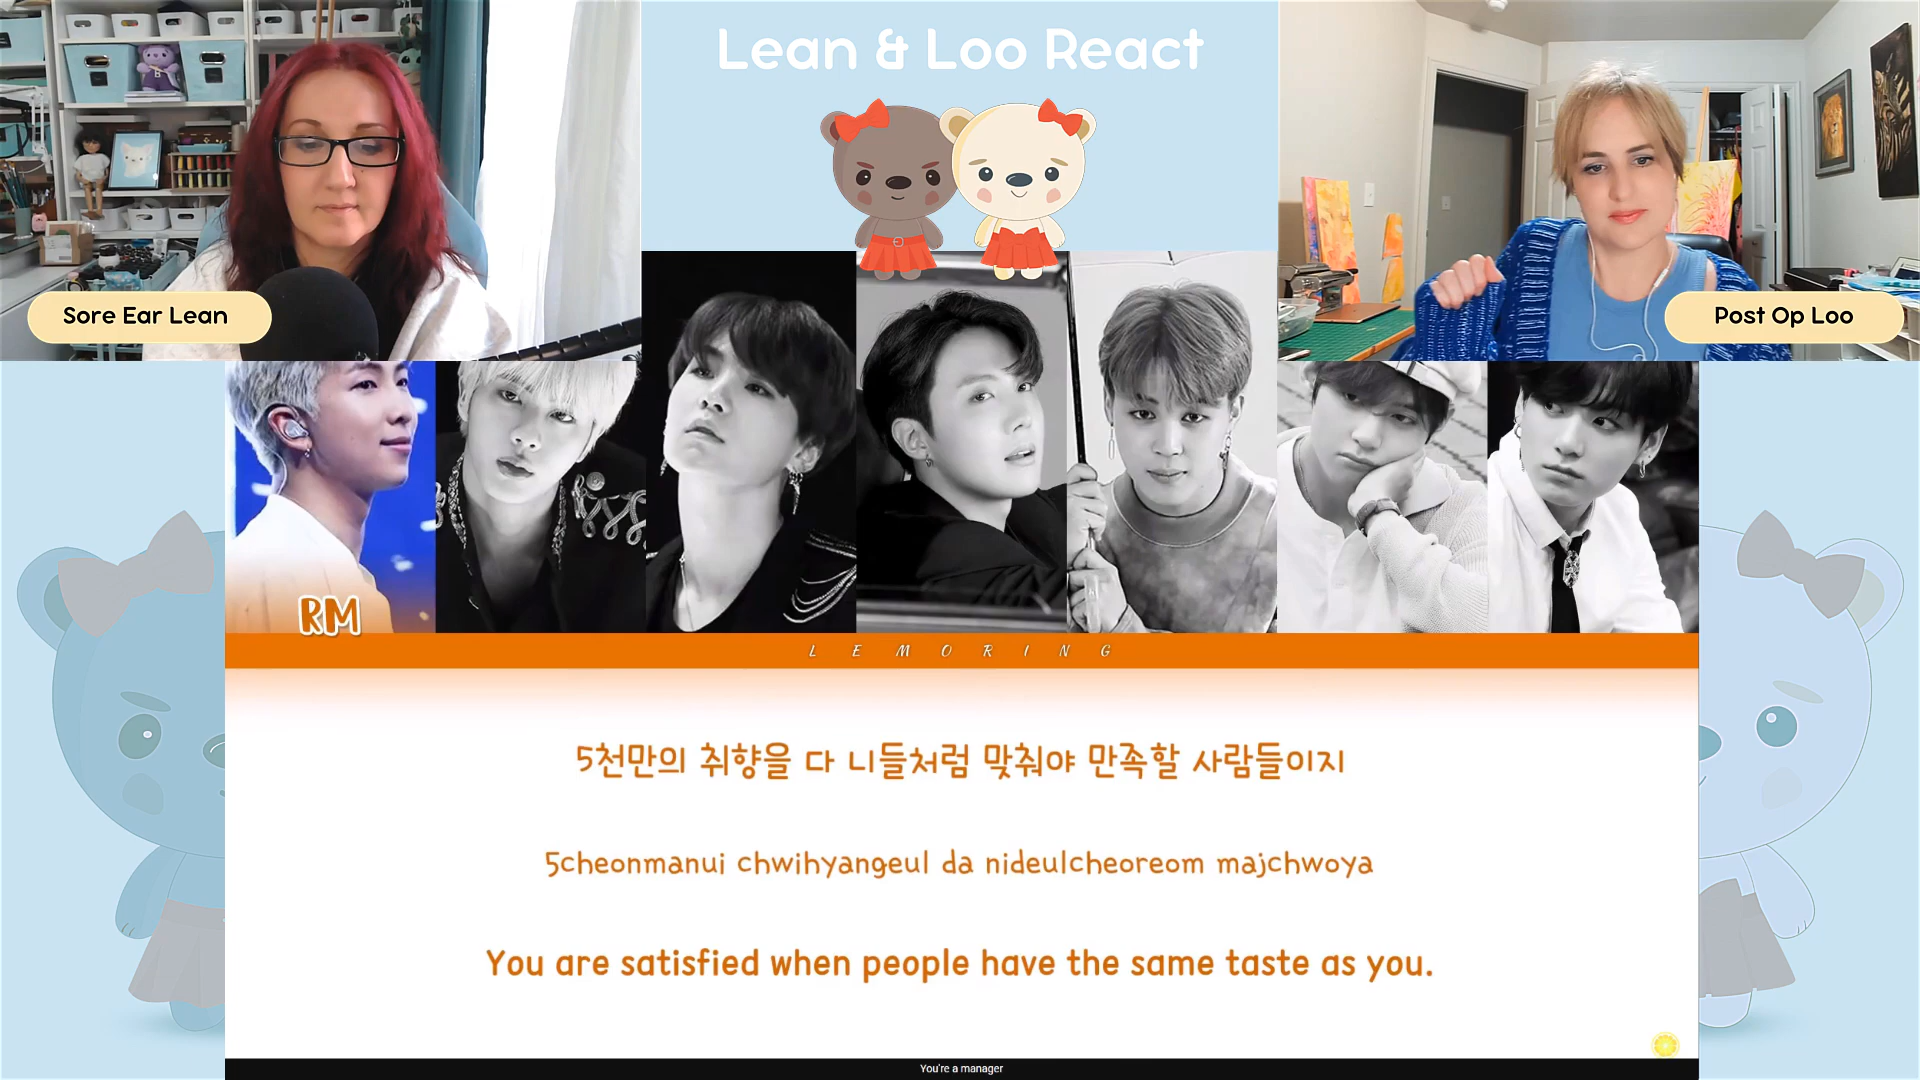 Lean & Loo React
Sore Ear Lean
Post Op Loo
RM
LEMORING
5천만의 취향을 다 니들처럼 맞춰야 만족할 사람들이지
5cheonmanui chwihyangeul da nideulcheoreom majchwoya
You are satisfied when people have the same taste as you.
You're a manager